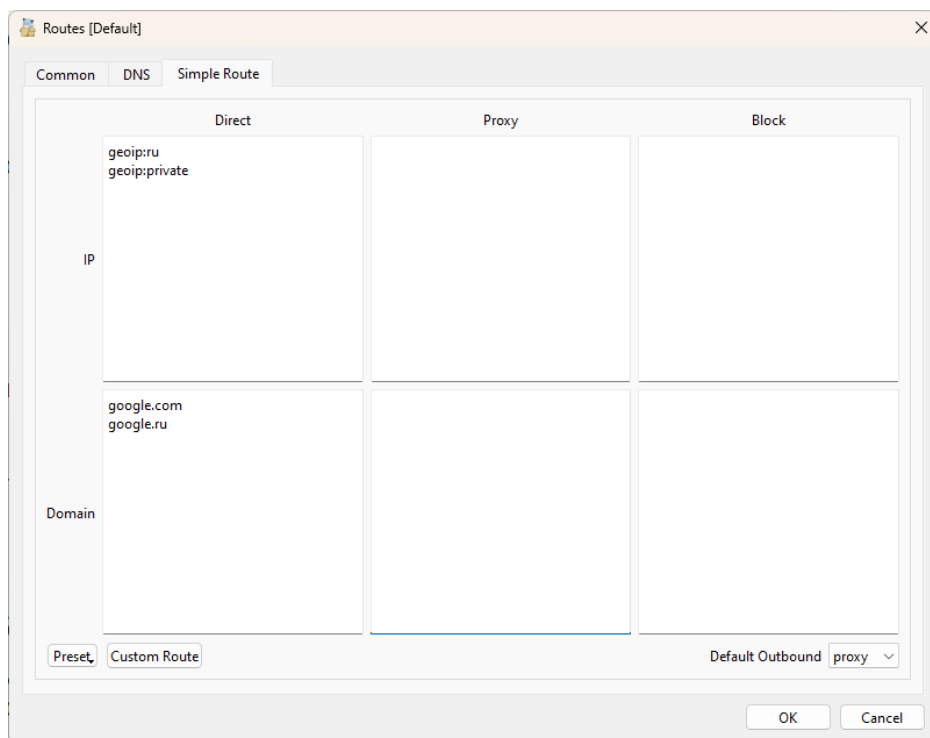 Routes [Default]
Common DNS Simple Route
Direct Proxy Block
geoip:ru
geoip:private
IP
google.com
google.ru
Domain
Preset Custom Route Default Outbound proxy
OK Cancel